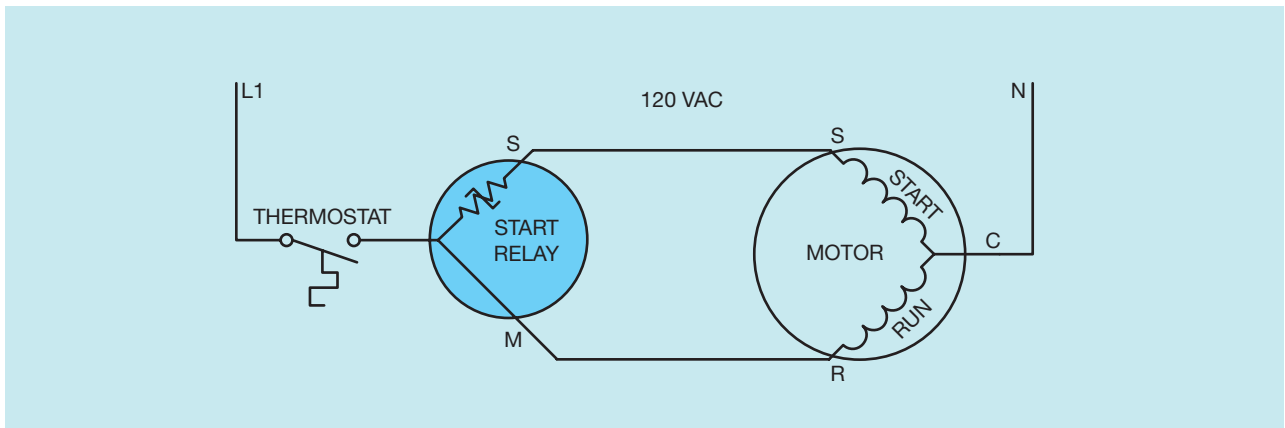 L1
120 VAC
N
S
S
THERMOSTAT
START
START
RELAY
MOTOR
C
RUN
M
R